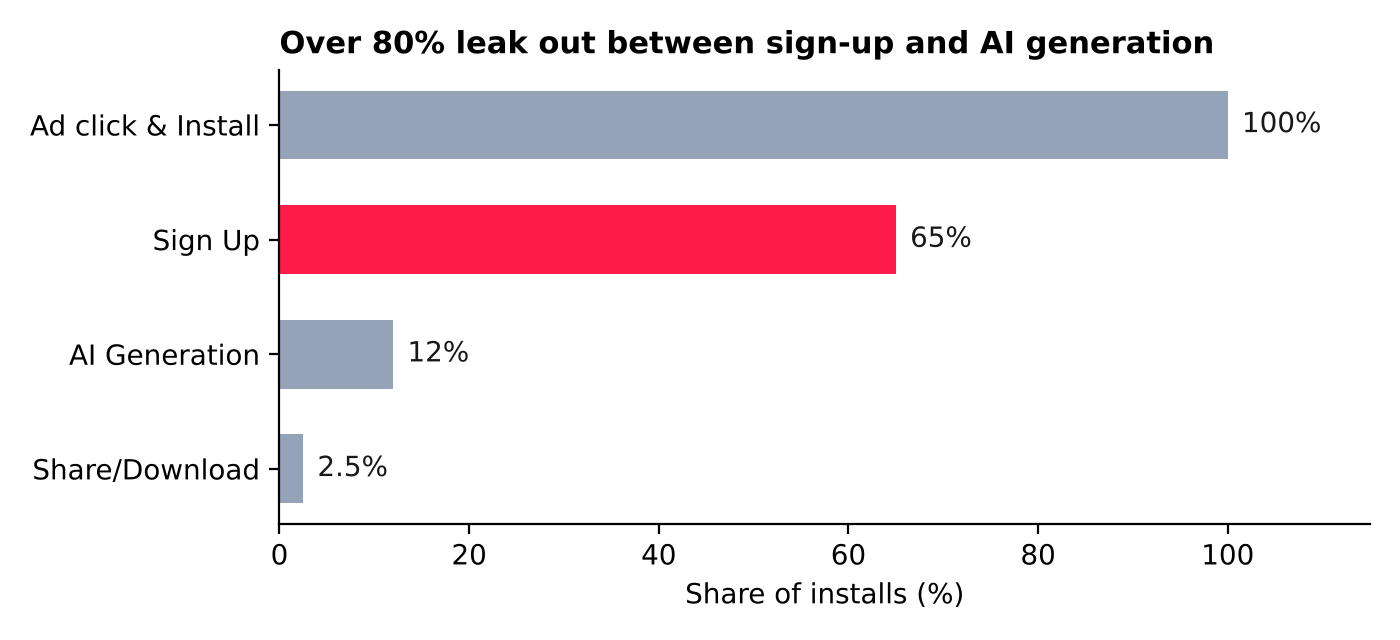 Over 80% leak out between sign-up and AI generation
Ad click & Install
100%
Sign Up
65%
AI Generation
12%
Share/Download
2.5%
0 20 40 60 80 100
Share of installs (%)